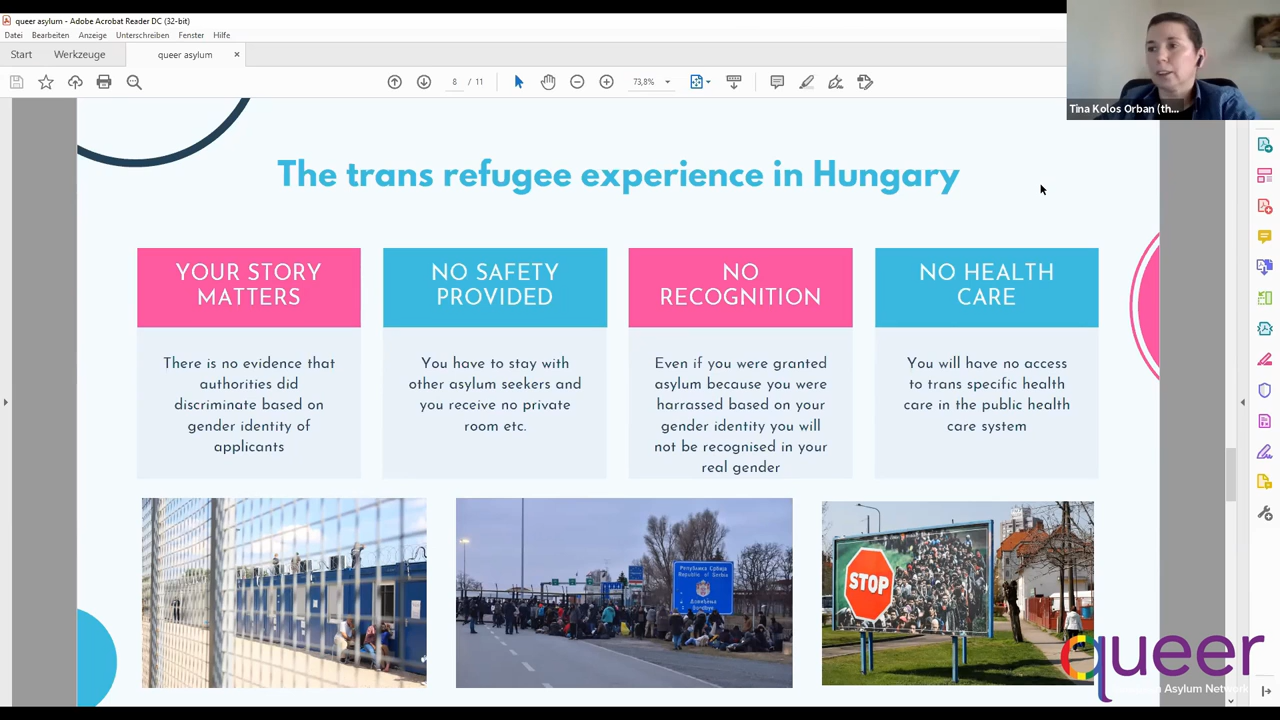 queer asylum - Adobe Acrobat Reader DC (32-bit)
Datei Bearbeiten Anzeige Unterschreiben Fenster Hilfe
Start Werkzeuge queer asylum ×
8 / 11 73,8%
Tina Kolos Orban (th...
The trans refugee experience in Hungary
YOUR STORY
MATTERS
There is no evidence that
authorities did
discriminate based on
gender identity of
applicants
NO SAFETY
PROVIDED
You have to stay with
other asylum seekers and
you receive no private
room etc.
NO
RECOGNITION
Even if you were granted
asylum because you were
harrassed based on your
gender identity you will
not be recognised in your
real gender
NO HEALTH
CARE
You will have no access
to trans specific health
care in the public health
care system
Република Србија
Republic of Serbia
STOP
queer
Asylum Network